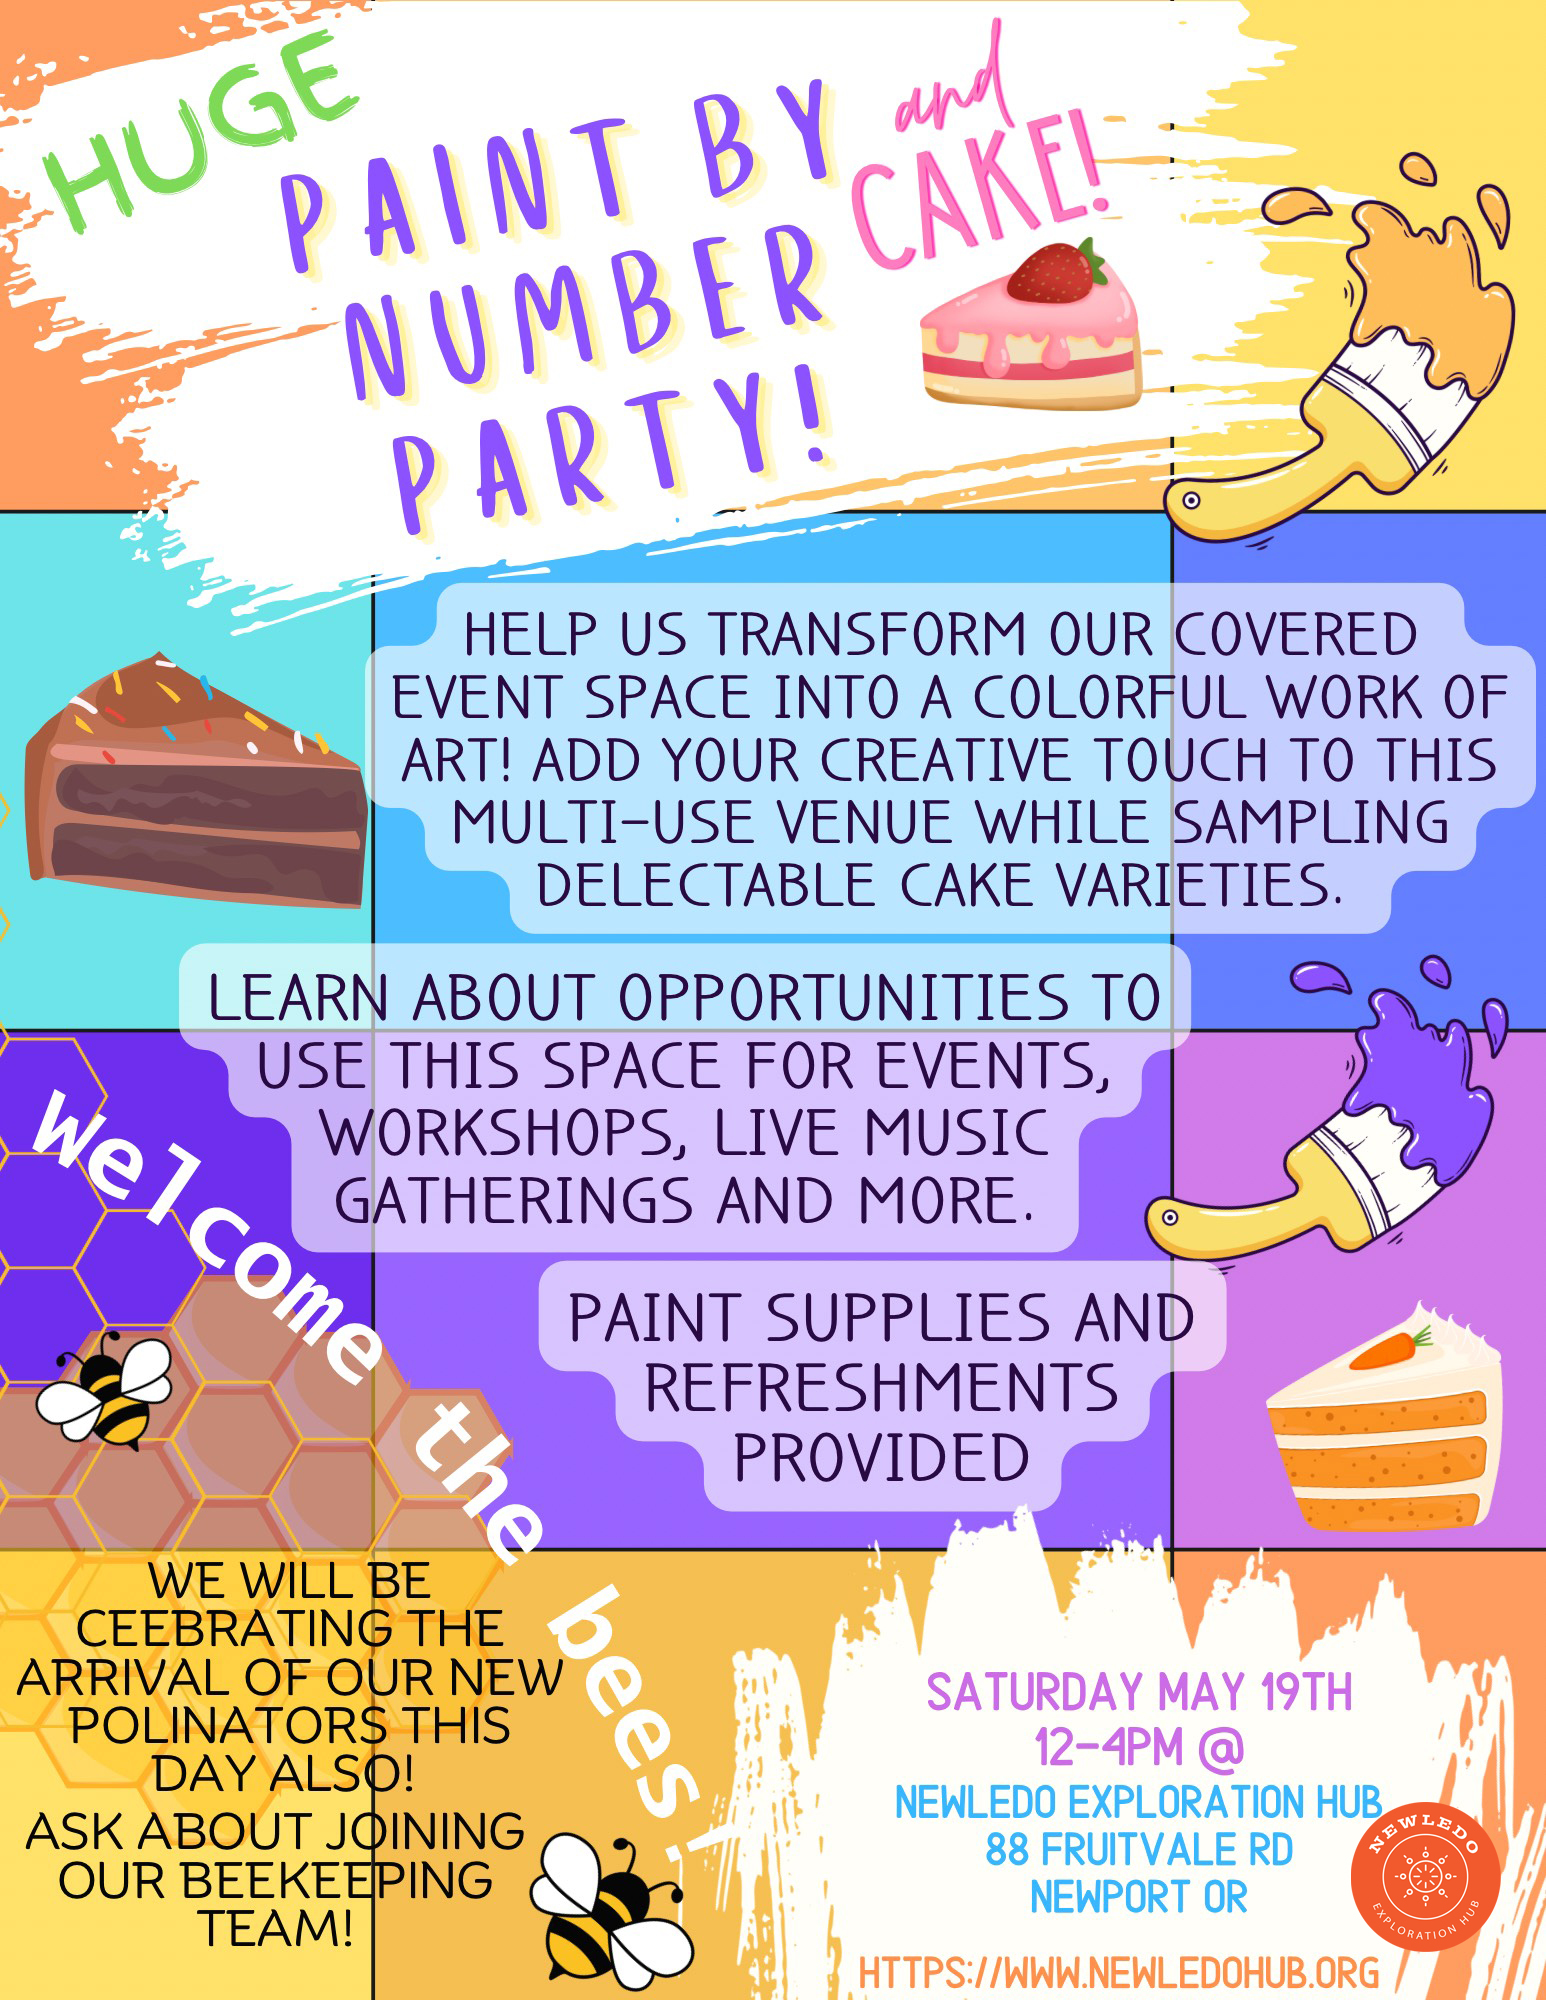 HUGE
PAINT BY
NUMBER
PARTY!
and
CAKE!
HELP US TRANSFORM OUR COVERED
EVENT SPACE INTO A COLORFUL WORK OF
ART! ADD YOUR CREATIVE TOUCH TO THIS
MULTI-USE VENUE WHILE SAMPLING
DELECTABLE CAKE VARIETIES.
LEARN ABOUT OPPORTUNITIES TO
USE THIS SPACE FOR EVENTS,
WORKSHOPS, LIVE MUSIC
GATHERINGS AND MORE.
PAINT SUPPLIES AND
REFRESHMENTS
PROVIDED
Welcome the bees!
WE WILL BE
CEEBRATING THE
ARRIVAL OF OUR NEW
POLINATORS THIS
DAY ALSO!
ASK ABOUT JOINING
OUR BEEKEEPING
TEAM!
SATURDAY MAY 19TH
12-4PM @
NEWLEDO EXPLORATION HUB
88 FRUITVALE RD
NEWPORT OR
HTTPS://WWW.NEWLEDOHUB.ORG
NEWLEDO
EXPLORATION HUB